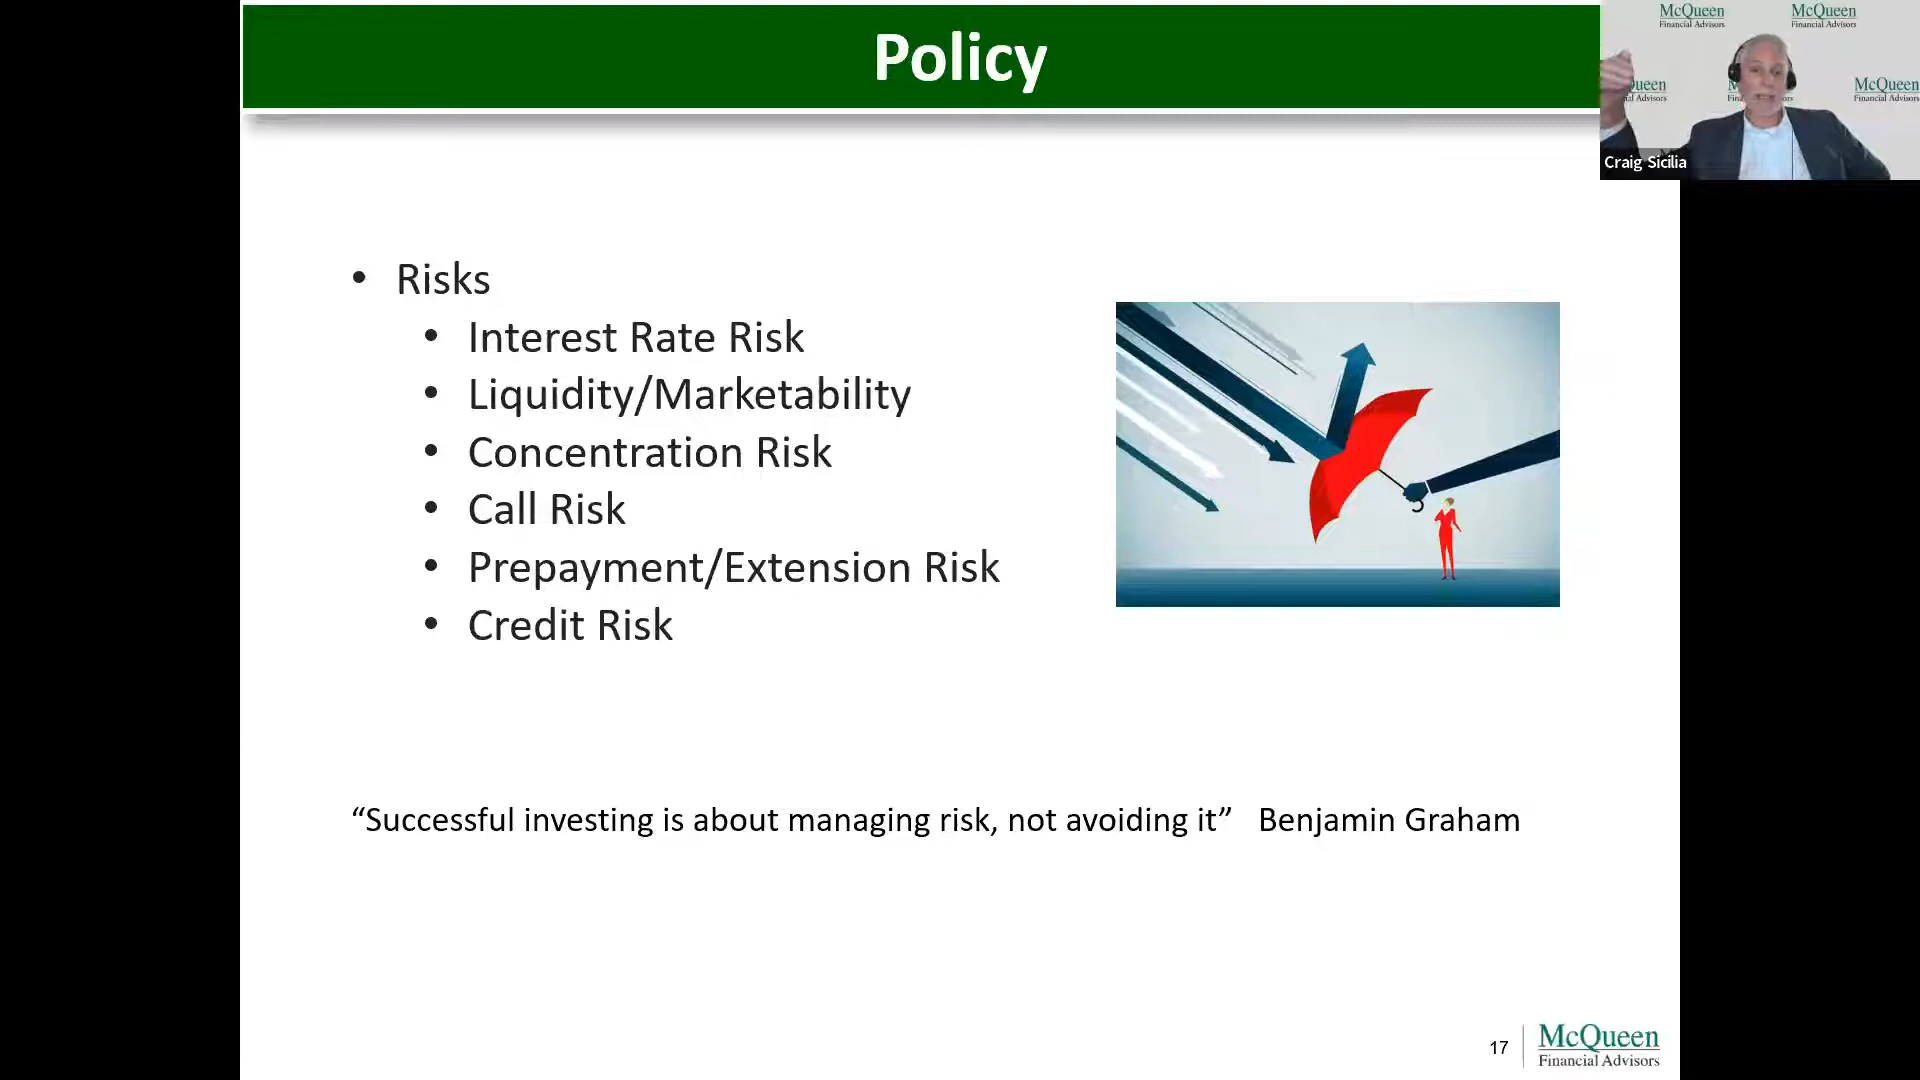 Policy
McQueen
Financial Advisors
McQueen
Financial Advisors
McQueen
Financial Advisors
Craig Sicilia
• Risks
• Interest Rate Risk
• Liquidity/Marketability
• Concentration Risk
• Call Risk
• Prepayment/Extension Risk
• Credit Risk
“Successful investing is about managing risk, not avoiding it” Benjamin Graham
17
McQueen
Financial Advisors